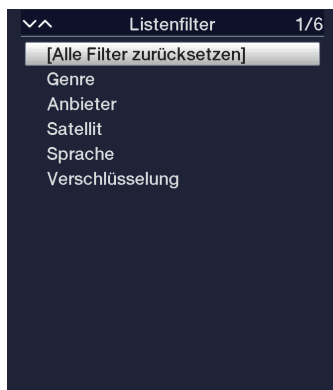 Listenfilter 1/6
[Alle Filter zurücksetzen]
Genre
Anbieter
Satellit
Sprache
Verschlüsselung